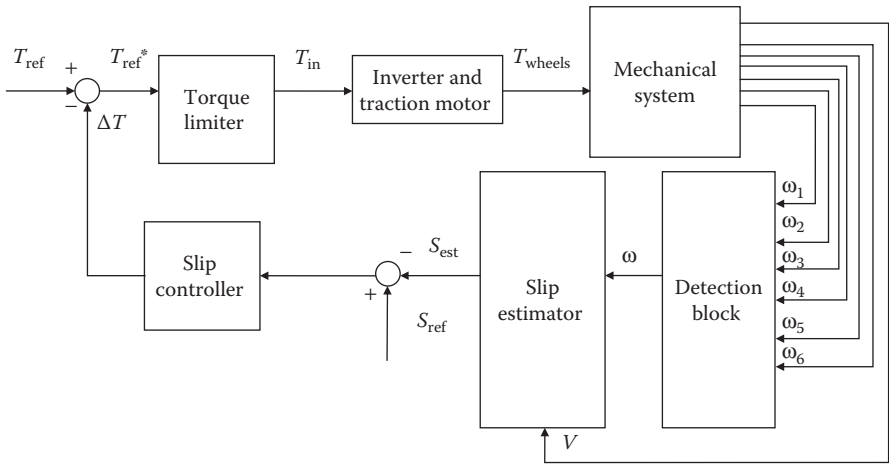 T_ref
+
−
T_ref*
ΔT
Torque
limiter
T_in
Inverter and
traction motor
T_wheels
Mechanical
system
ω₁
ω₂
ω₃
ω₄
ω₅
ω₆
Detection
block
ω
Slip
estimator
V
S_est
−
+
S_ref
Slip
controller